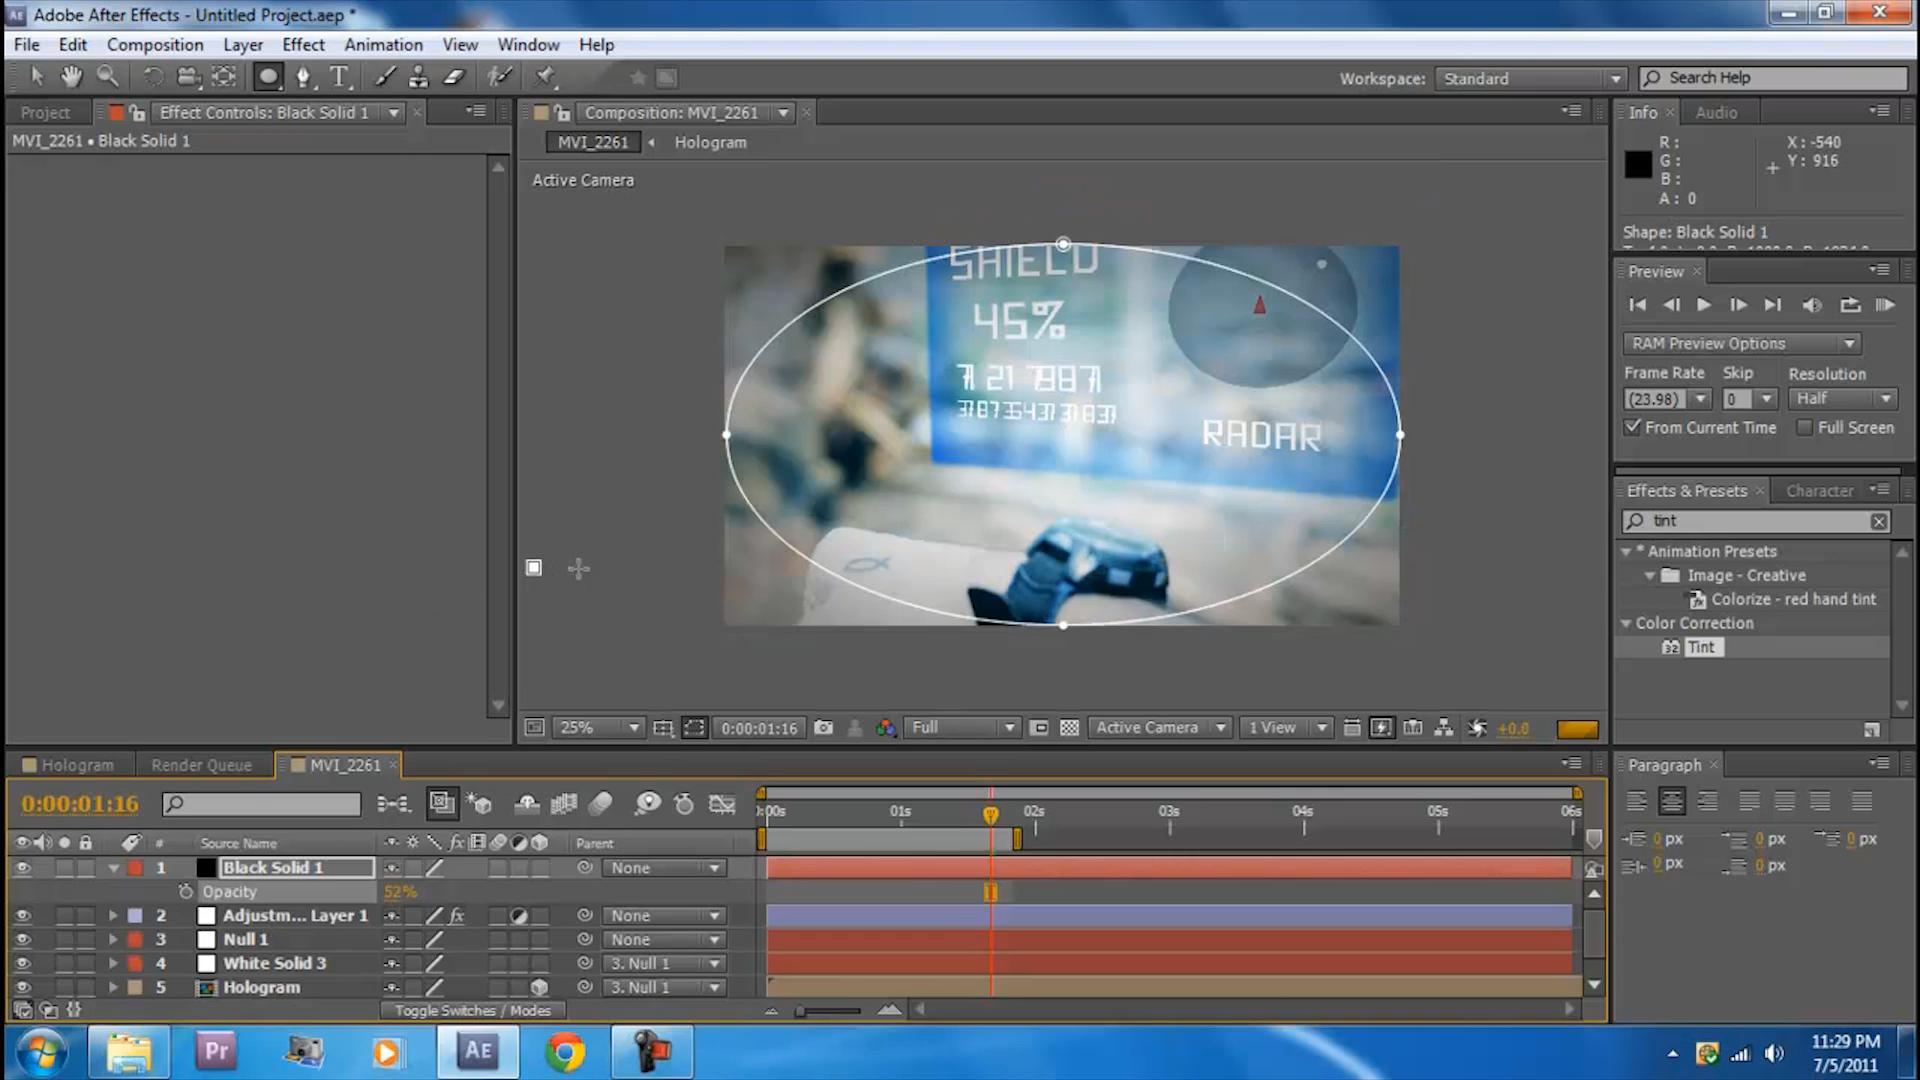 Adobe After Effects - Untitled Project.aep *
File Edit Composition Layer Effect Animation View Window Help
Workspace: Standard Search Help
Project Effect Controls: Black Solid 1
MVI_2261 • Black Solid 1
Composition: MVI_2261
MVI_2261 Hologram
Active Camera
SHIELD
45%
RADAR
25% 0:00:01:16 Full Active Camera 1 View +0.0
Info Audio
R :
G :
B :
A : 0
X : -540
Y : 916
Shape: Black Solid 1
Preview
RAM Preview Options
Frame Rate Skip Resolution
(23.98) 0 Half
From Current Time Full Screen
Effects & Presets Character
tint
* Animation Presets
Image - Creative
Colorize - red hand tint
Color Correction
32 Tint
Paragraph
0 px 0 px 0 px
0 px 0 px
Hologram Render Queue MVI_2261
0:00:01:16
:00s 01s 02s 03s 04s 05s 06s
# Source Name fx Parent
1 Black Solid 1 None
Opacity 52%
2 Adjustm... Layer 1 fx None
3 Null 1 None
4 White Solid 3 3. Null 1
5 Hologram 3. Null 1
Toggle Switches / Modes
Pr AE
11:29 PM
7/5/2011